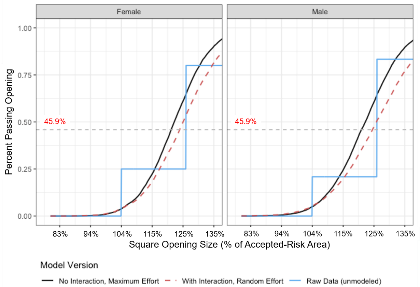 Female
Male
Percent Passing Opening
1.00
0.75
0.50
0.25
0.00
45.9%
45.9%
83%
94%
104%
115%
126%
135%
83%
94%
104%
115%
126%
135%
Square Opening Size (% of Accepted-Risk Area)
Model Version
No Interaction, Maximum Effort
With Interaction, Random Effort
Raw Data (unmodeled)